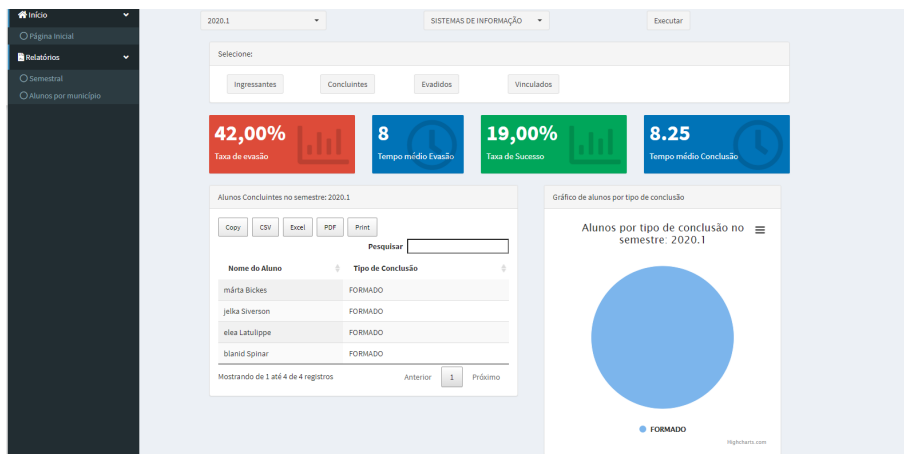 Início
Página Inicial
Relatórios
Semestral
Alunos por município
2020.1
SISTEMAS DE INFORMAÇÃO
Executar
Selecione:
Ingressantes
Concluintes
Evadidos
Vinculados
42,00%
Taxa de evasão
8
Tempo médio Evasão
19,00%
Taxa de Sucesso
8.25
Tempo médio Conclusão
Alunos Concluintes no semestre: 2020.1
Copy CSV Excel PDF Print
Pesquisar
Nome do Aluno Tipo de Conclusão
márta Bickes FORMADO
jelka Siverson FORMADO
elea Latulippe FORMADO
blanid Spinar FORMADO
Mostrando de 1 até 4 de 4 registros
Anterior 1 Próximo
Gráfico de alunos por tipo de conclusão
Alunos por tipo de conclusão no
semestre: 2020.1
FORMADO
Highcharts.com